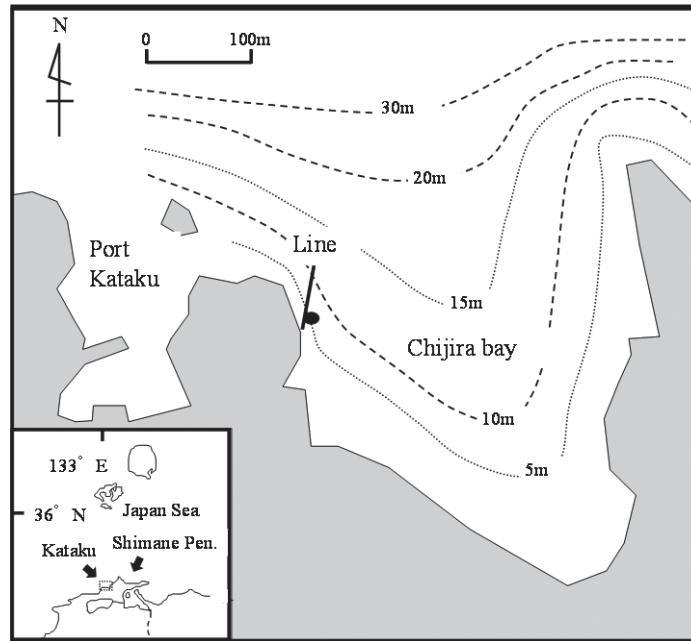 N
0
100m
30m
20m
Line
Port
Kataku
15m
Chijira bay
10m
5m
133° E
36° N
Japan Sea
Shimane Pen.
Kataku